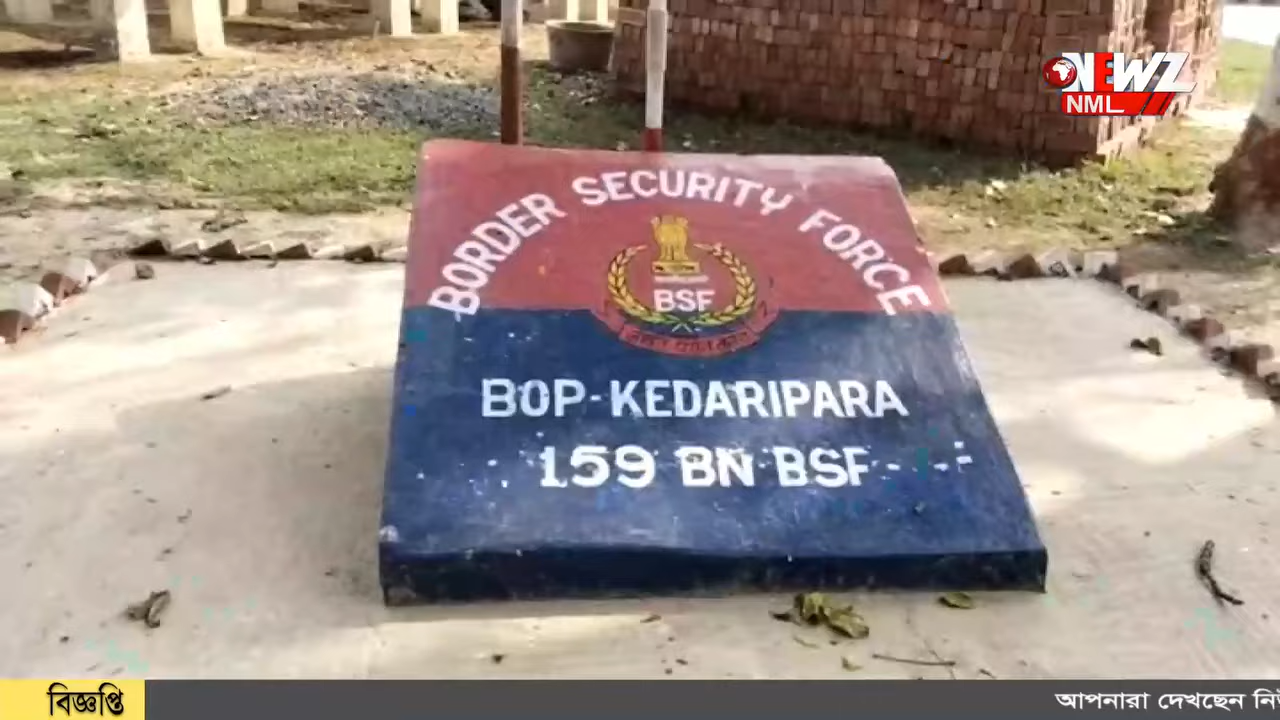 NEWZ
NML
BORDER SECURITY FORCE
BSF
BOP-KEDARIPARA
159 BN BSF
বিজ্ঞপ্তি
আপনারা দেখছেন